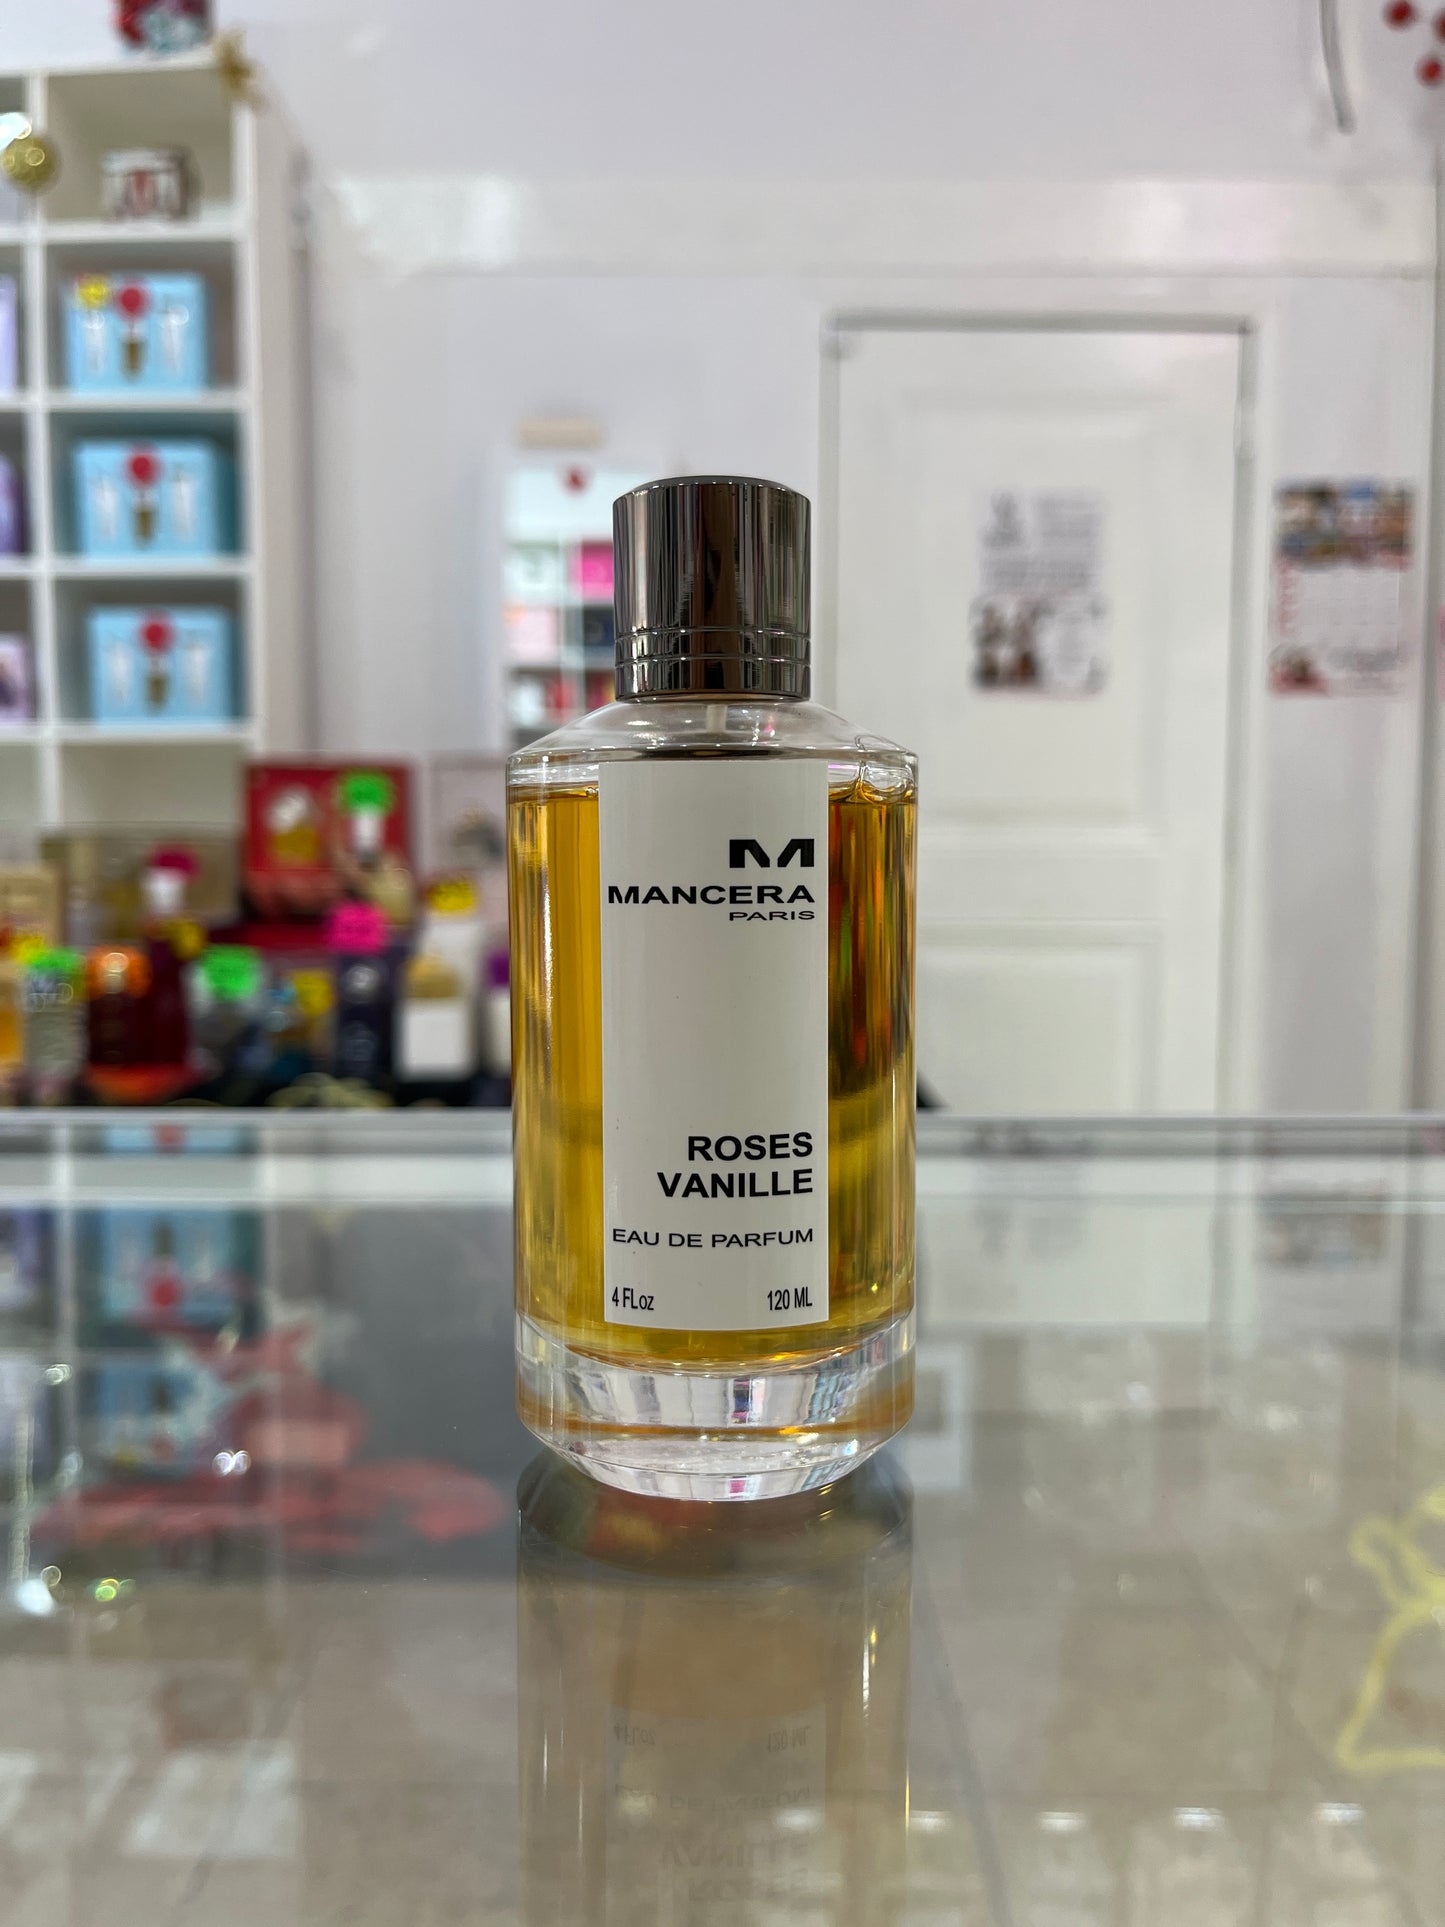 M
MANCERA
PARIS
ROSES
VANILLE
EAU DE PARFUM
4 FLoz 120 ML